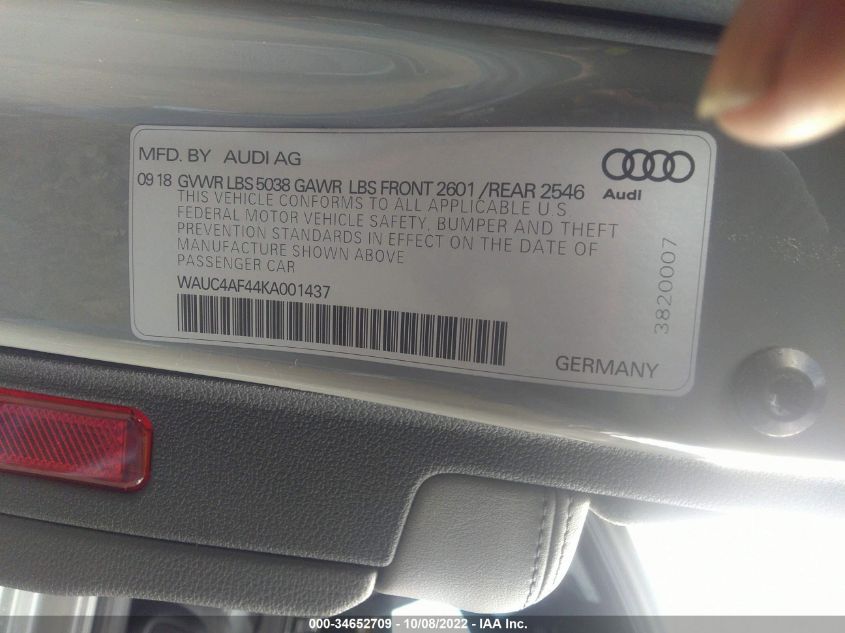 MFD. BY AUDI AG
Audi
09 18 GVWR LBS 5038 GAWR LBS FRONT 2601 /REAR 2546
THIS VEHICLE CONFORMS TO ALL APPLICABLE U.S.
FEDERAL MOTOR VEHICLE SAFETY, BUMPER AND THEFT
PREVENTION STANDARDS IN EFFECT ON THE DATE OF
MANUFACTURE SHOWN ABOVE
PASSENGER CAR
WAUC4AF44KA001437
3820007
GERMANY
000-34652709 - 10/08/2022 - IAA Inc.